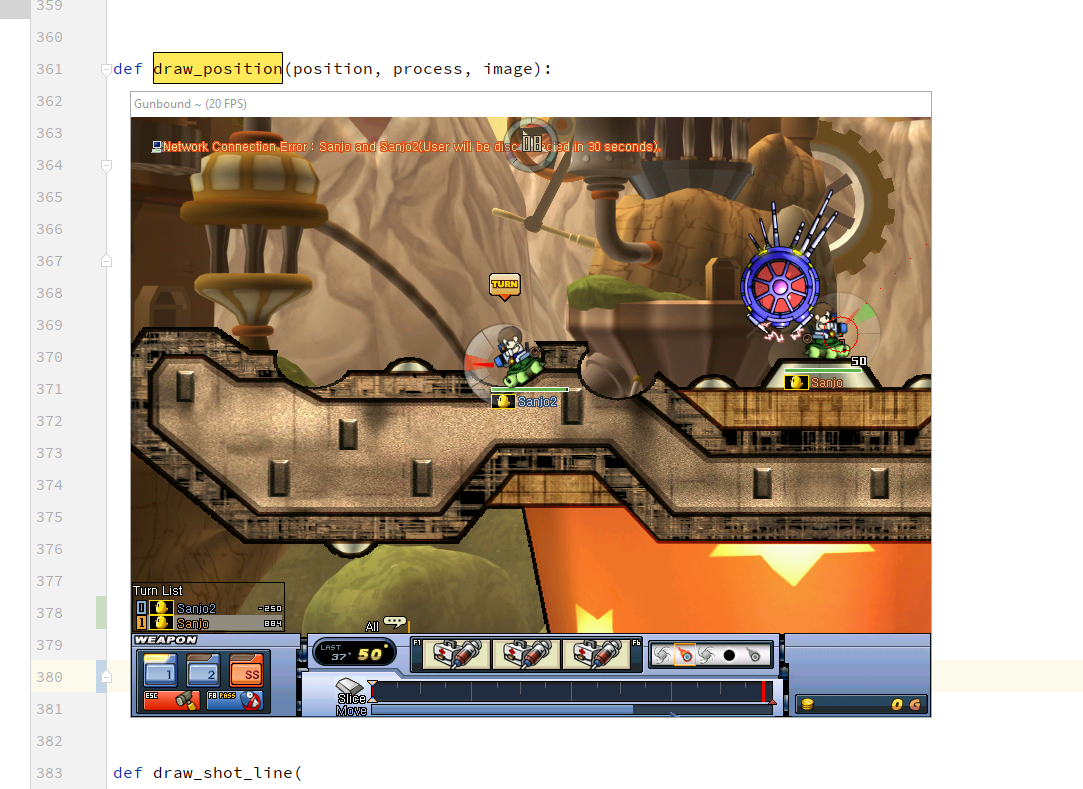 359
360
361 def draw_position(position, process, image):
362
Gunbound ~ (20 FPS)
363
Network Connection Error : Sanjo and Sanjo2(User will be disc cted in 30 seconds).
364
365
366
367
368
TURN
369
370
50
371
Sanjo
Sanjo2
372
373
374
375
376
377
Turn List
378
0 Sanjo2 -250
1 Sanjo 884
All
379
WEAPON
LAST 37° 50°
F1 F6
380
1 2 SS
ESC F8 PASS
Slice
381
Move
0 G
382
383 def draw_shot_line(